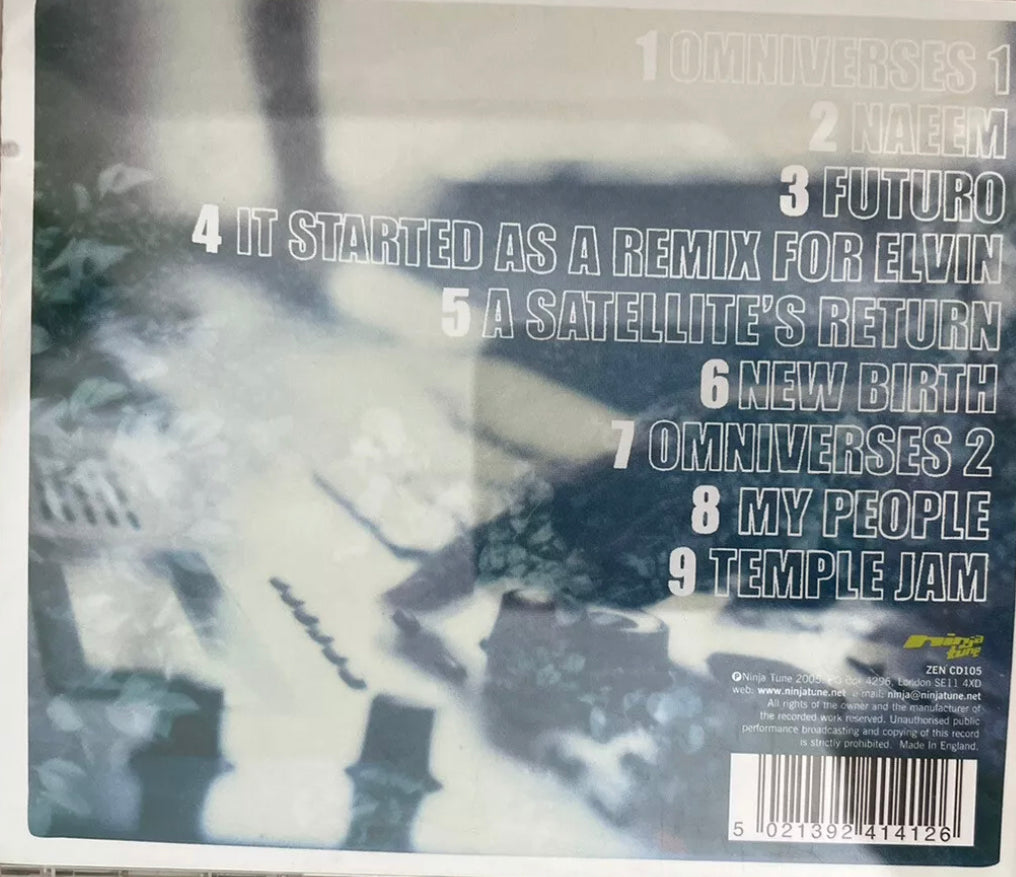 1 OMNIVERSES 1
2 NAEEM
3 FUTURO
4 IT STARTED AS A REMIX FOR ELVIN
5 A SATELLITE'S RETURN
6 NEW BIRTH
7 OMNIVERSES 2
8 MY PEOPLE
9 TEMPLE JAM
ninja tune
ZEN CD105
℗Ninja Tune 2005. PO Box 4296, London SE11 4XD
web: www.ninjatune.net e mail: ninja@ninjatune.net
All rights of the owner and the manufacturer of
the recorded work reserved. Unauthorised public
performance broadcasting and copying of this record
is strictly prohibited. Made In England.
5 021392 414126